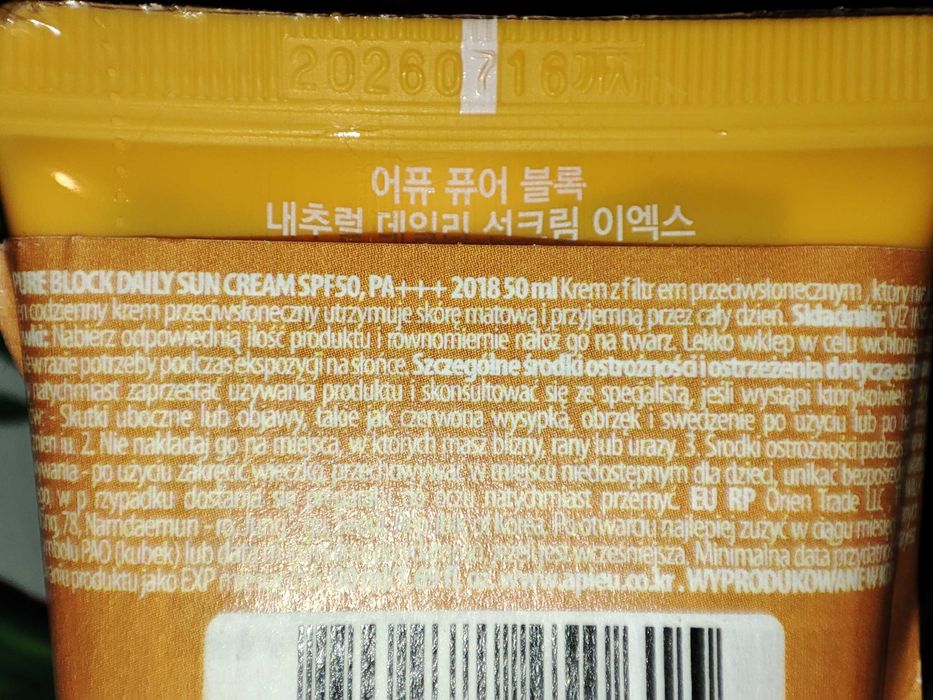 20260716까지
어퓨 퓨어 블록
내추럴 데일리 선크림 이엑스
PURE BLOCK DAILY SUN CREAM SPF50, PA+++ 2018 50 ml Krem z filtrem przeciwsłonecznym, który
codzienny krem przeciwsłoneczny utrzymuje skórę matową i przyjemną przez cały dzień. Składniki:
Nabierz odpowiednią ilość produktu i równomiernie nałóż go na twarz. Lekko wklep w celu
w razie potrzeby podczas ekspozycji na słońce. Szczególne środki ostrożności i ostrzeżenia dotyczące
natychmiast zaprzestać używania produktu i skonsultować się ze specjalistą, jeśli wystąpi którykolwiek
- Skutki uboczne lub objawy, takie jak czerwona wysypka, obrzęk i swędzenie po użyciu lub po
2. Nie nakładaj go na miejsca, w których masz blizny, rany lub urazy. 3. Środki ostrożności
- po użyciu zakręcić wieczko, przechowywać w miejscu niedostępnym dla dzieci, unikać
w przypadku dostania się preparatu do oczu, natychmiast przemyć. EU RP Orien Trade LLC
78, Namdaemun - ro, Jung Korea. Po otwarciu najlepiej zużyć w ciągu
PAO (kubek) lub wcześniejsza. Minimalna data
produktu jako EXP www.apieu.co.kr. WYPRODUKOWANE W